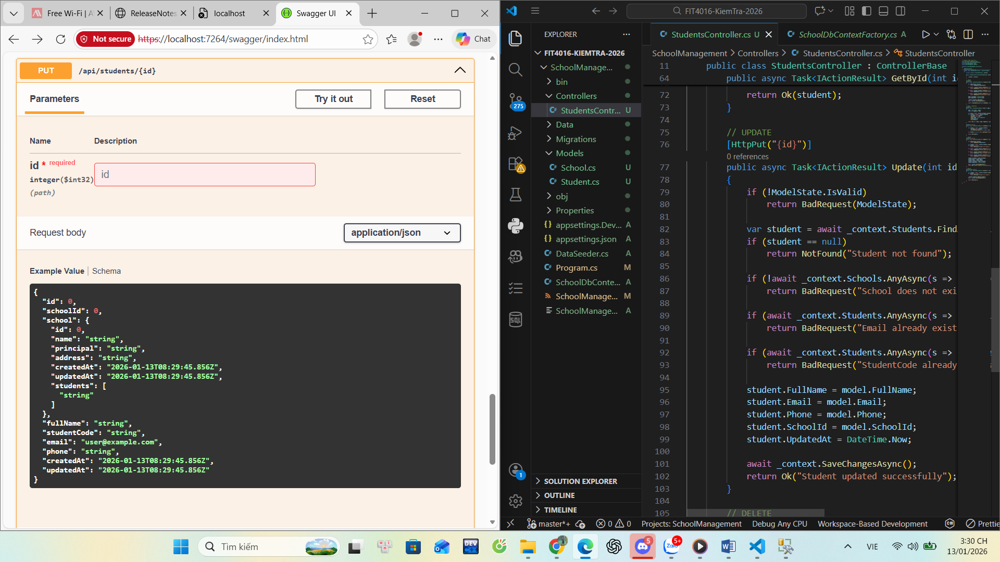 Free Wi-Fi | A
ReleaseNotes
localhost
Swagger UI
Not secure
https://localhost:7264/swagger/index.html
Chat
PUT
/api/students/{id}
Parameters
Try it out
Reset
Name
Description
id * required
integer($int32)
(path)
id
Request body
application/json
Example Value
Schema
{
"id": 0,
"schoolId": 0,
"school": {
"id": 0,
"name": "string",
"principal": "string",
"address": "string",
"createdAt": "2026-01-13T08:29:45.856Z",
"updatedAt": "2026-01-13T08:29:45.856Z",
"students": [
"string"
]
},
"fullName": "string",
"studentCode": "string",
"email": "user@example.com",
"phone": "string",
"createdAt": "2026-01-13T08:29:45.856Z",
"updatedAt": "2026-01-13T08:29:45.856Z"
}
FIT4016-KiemTra-2026
EXPLORER
FIT4016-KIEMTRA-2026
SchoolManage...
bin
Controllers
StudentsContr... U
Data
Migrations
Models
School.cs U
Student.cs U
obj
Properties
{} appsettings.Dev... A
{} appsettings.json A
DataSeeder.cs A
Program.cs M
SchoolDbConte... A
SchoolManage... M
SchoolManage... A
SOLUTION EXPLORER
OUTLINE
TIMELINE
275
1
SQL
StudentsController.cs U
SchoolDbContextFactory.cs A
SchoolManagement > Controllers > StudentsController.cs > StudentsController
11 public class StudentsController : ControllerBase
64 public async Task<IActionResult> GetById(int i
72 return Ok(student);
73 }
74
75 // UPDATE
76 [HttpPut("{id}")]
0 references
77 public async Task<IActionResult> Update(int id
78 {
79 if (!ModelState.IsValid)
80 return BadRequest(ModelState);
81
82 var student = await _context.Students.Find
83 if (student == null)
84 return NotFound("Student not found");
85
86 if (!await _context.Schools.AnyAsync(s =>
87 return BadRequest("School does not exi
88
89 if (await _context.Students.AnyAsync(s =>
90 return BadRequest("Email already exist
91
92 if (await _context.Students.AnyAsync(s =>
93 return BadRequest("StudentCode already
94
95 student.FullName = model.FullName;
96 student.Email = model.Email;
97 student.Phone = model.Phone;
98 student.SchoolId = model.SchoolId;
99 student.UpdatedAt = DateTime.Now;
100
101 await _context.SaveChangesAsync();
102 return Ok("Student updated successfully");
103 }
104
105 // DELETE
master*+
0
0
Projects: SchoolManagement
Debug Any CPU
Workspace-Based Development
Prettie
Tìm kiếm
DEV
5
Zalo
5+
VIE
3:30 CH
13/01/2026